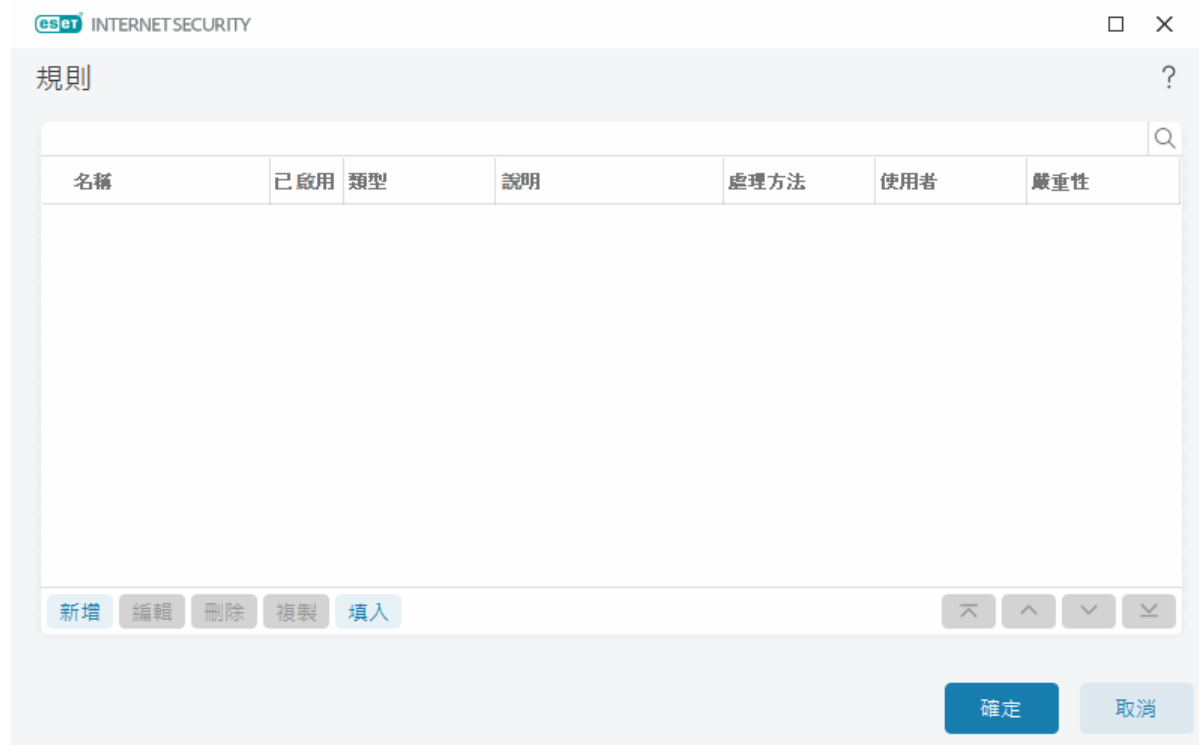 eset INTERNET SECURITY
規則
?
名稱 已啟用 類型 說明 處理方法 使用者 嚴重性
新增 編輯 刪除 複製 填入
確定 取消